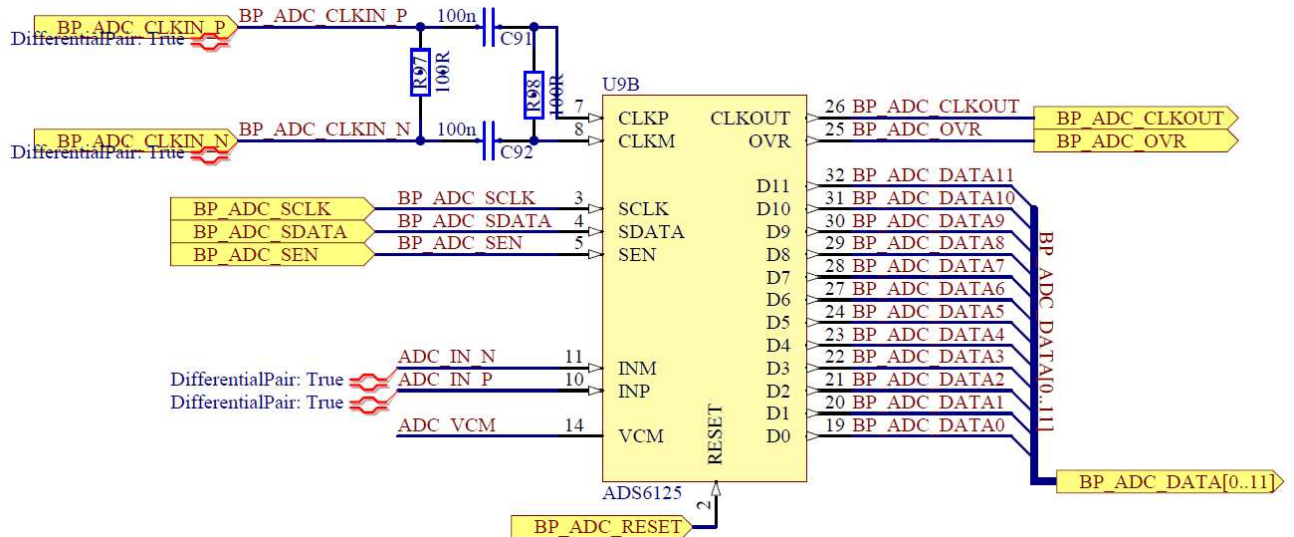 BP_ADC_CLKIN_P
BP_ADC_CLKIN_P
DifferentialPair: True
100n
C91
R97
100R
R98
100R
BP_ADC_CLKIN_N
BP_ADC_CLKIN_N
DifferentialPair: True
100n
C92
U9B
7 CLKP
8 CLKM
CLKOUT 26 BP_ADC_CLKOUT BP_ADC_CLKOUT
OVR 25 BP_ADC_OVR BP_ADC_OVR
BP_ADC_SCLK BP_ADC_SCLK 3 SCLK
BP_ADC_SDATA BP_ADC_SDATA 4 SDATA
BP_ADC_SEN BP_ADC_SEN 5 SEN
D11 32 BP_ADC_DATA11
D10 31 BP_ADC_DATA10
D9 30 BP_ADC_DATA9
D8 29 BP_ADC_DATA8
D7 28 BP_ADC_DATA7
D6 27 BP_ADC_DATA6
D5 24 BP_ADC_DATA5
D4 23 BP_ADC_DATA4
D3 22 BP_ADC_DATA3
D2 21 BP_ADC_DATA2
D1 20 BP_ADC_DATA1
D0 19 BP_ADC_DATA0
BP_ADC_DATA[0..11]
DifferentialPair: True ADC_IN_N 11 INM
DifferentialPair: True ADC_IN_P 10 INP
ADC_VCM 14 VCM
RESET
ADS6125
2
BP_ADC_RESET
BP_ADC_DATA[0..11]